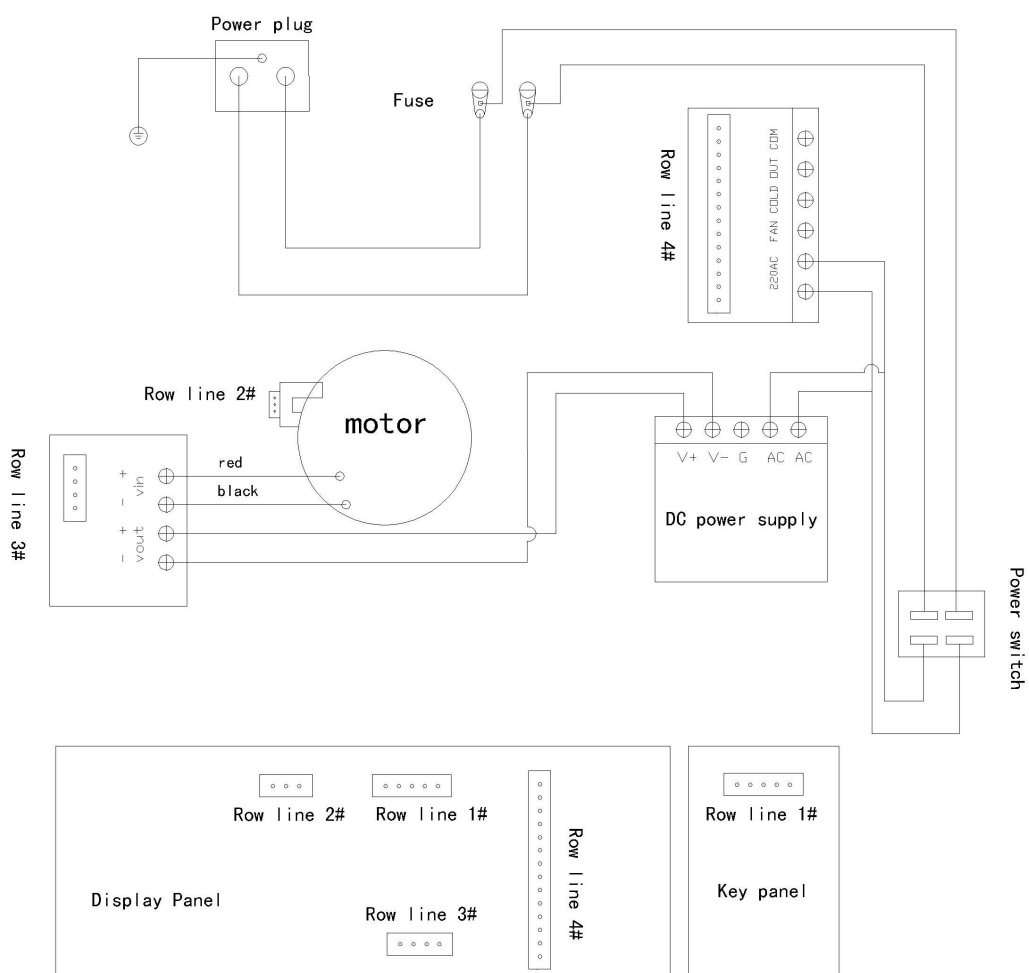 Power plug
Fuse
Row line 4#
COM
OUT
COLD
FAN
220AC
Row line 2#
motor
Row line 3#
+
vin
-
+
vout
-
red
black
V+ V- G AC AC
DC power supply
Power switch
Row line 2#
Row line 1#
Row line 4#
Display Panel
Row line 3#
Row line 1#
Key panel